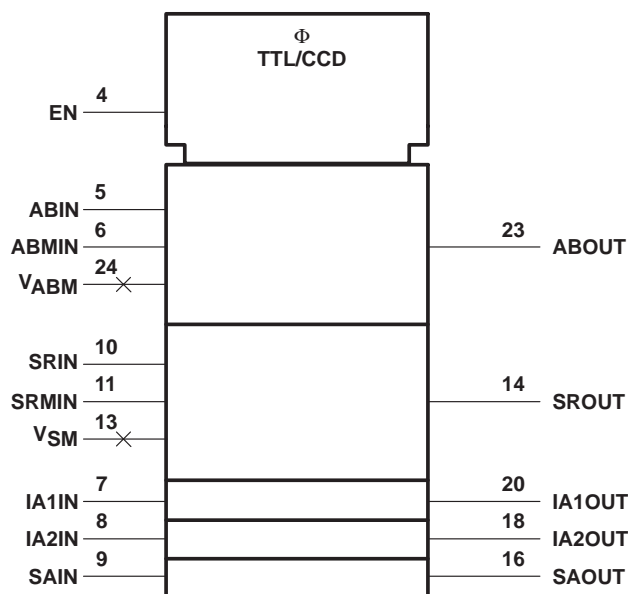 Φ
TTL/CCD
4
EN
5
ABIN
6
ABMIN
23
ABOUT
24
VABM
10
SRIN
11
SRMIN
14
SROUT
13
VSM
7
IA1IN
20
IA1OUT
8
IA2IN
18
IA2OUT
9
SAIN
16
SAOUT